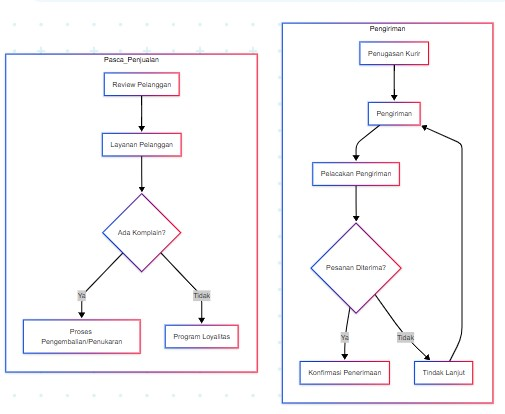 Pasca_Penjualan
Review Pelanggan
Layanan Pelanggan
Ada Komplain?
Ya
Tidak
Proses
Pengembalian/Penukaran
Program Loyalitas
Pengiriman
Penugasan Kurir
Pengiriman
Pelacakan Pengiriman
Pesanan Diterima?
Ya
Tidak
Konfirmasi Penerimaan
Tindak Lanjut